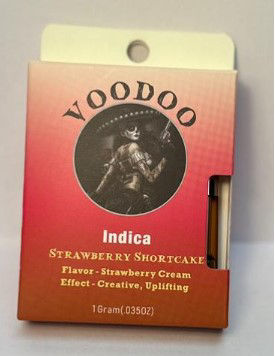 VOODOO
Indica
STRAWBERRY SHORTCAKE
Flavor - Strawberry Cream
Effect - Creative, Uplifting
1Gram(.035OZ)